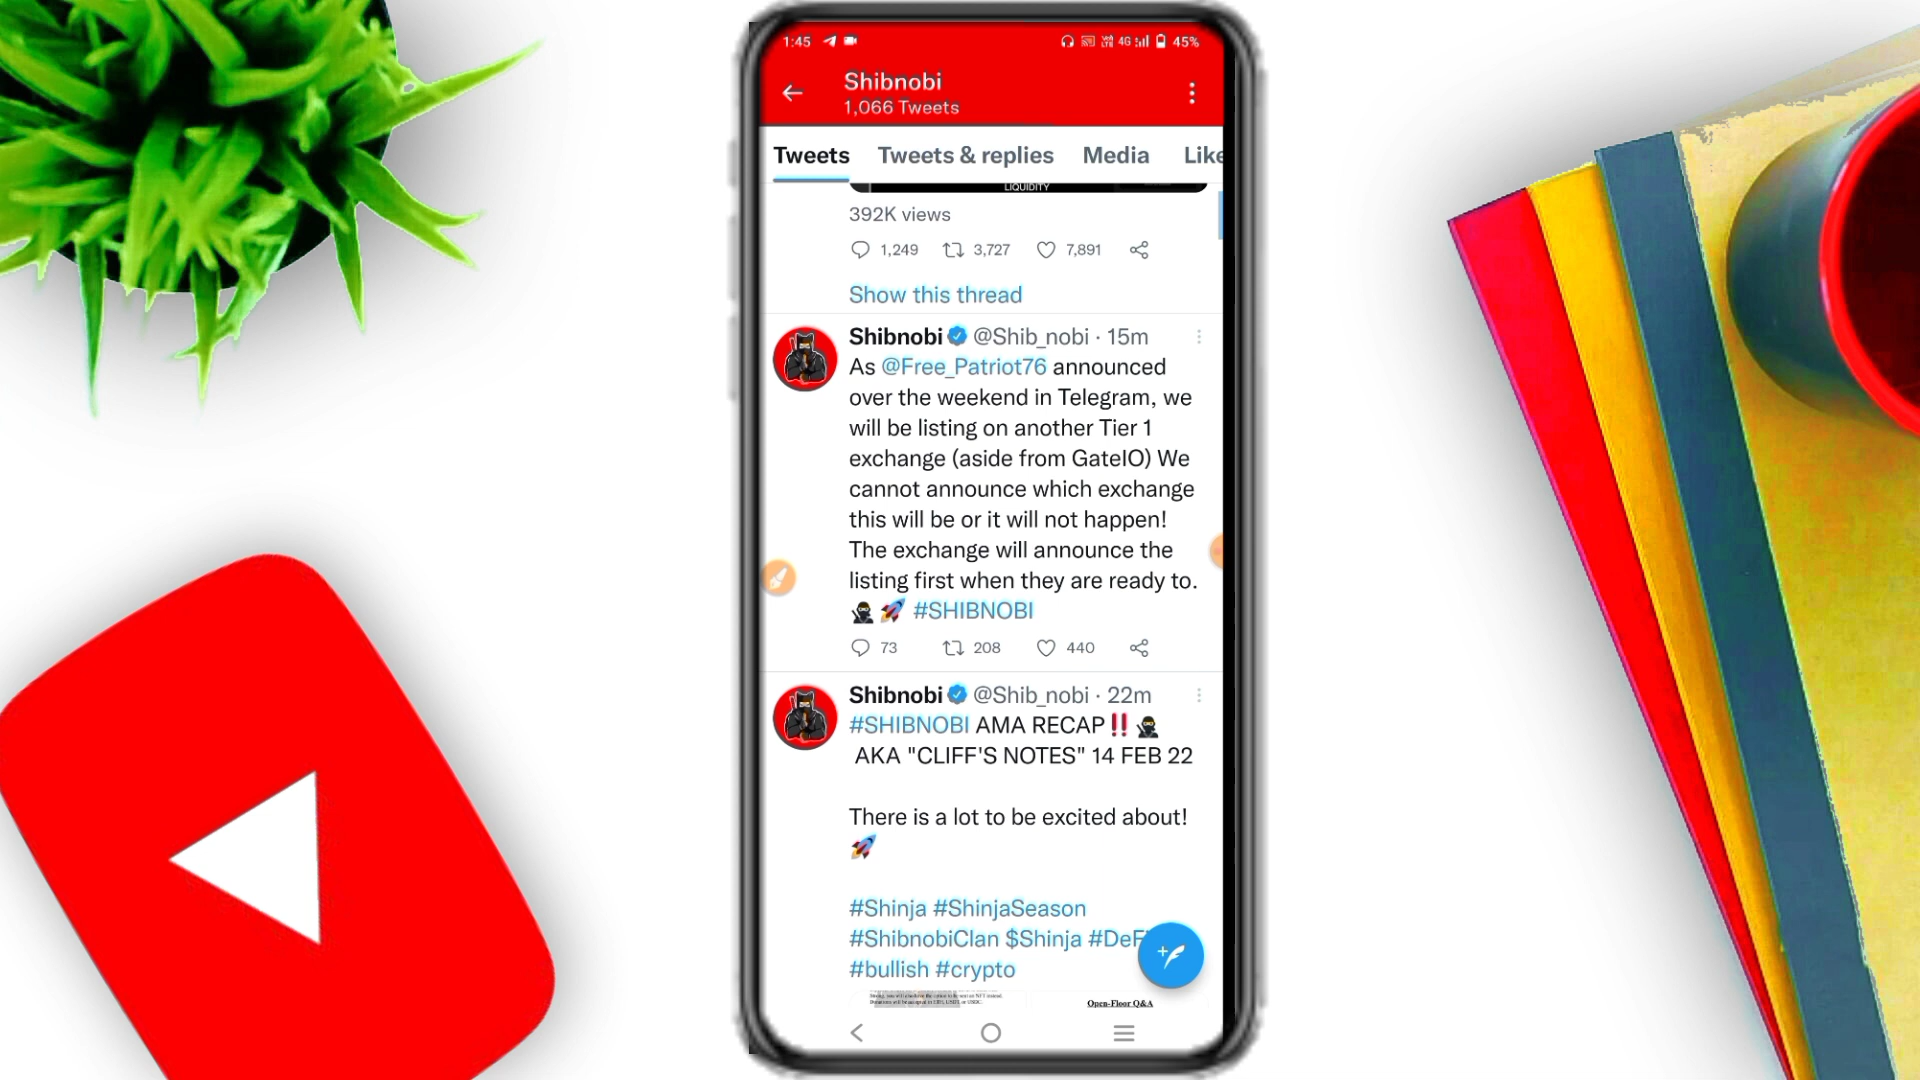 1:45 4G 45%
Shibnobi
1,066 Tweets
Tweets Tweets & replies Media Like
LIQUIDITY
392K views
1,249 3,727 7,891
Show this thread
Shibnobi @Shib_nobi · 15m
As @Free_Patriot76 announced
over the weekend in Telegram, we
will be listing on another Tier 1
exchange (aside from GateIO) We
cannot announce which exchange
this will be or it will not happen!
The exchange will announce the
listing first when they are ready to.
🥷 🚀 #SHIBNOBI
73 208 440
Shibnobi @Shib_nobi · 22m
#SHIBNOBI AMA RECAP‼️🥷
AKA "CLIFF'S NOTES" 14 FEB 22
There is a lot to be excited about!
🚀
#Shinja #ShinjaSeason
#ShibnobiClan $Shinja #DeF
#bullish #crypto
Open-Floor Q&A